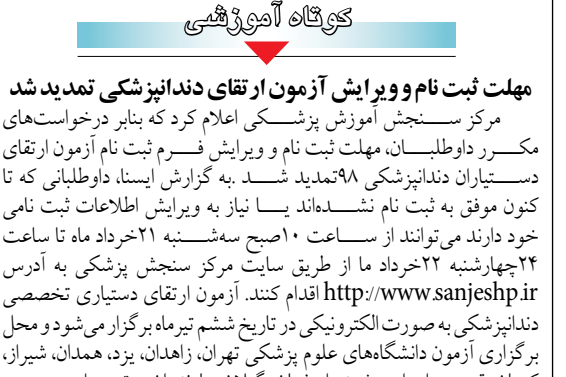 کوتاه آموزشی
مهلت ثبت نام و ویرایش آزمون ارتقای دندانپزشکی تمدید شد
مرکز سنجش آموزش پزشکی اعلام کرد که بنابر درخواست‌های
مکرر داوطلبان، مهلت ثبت نام و ویرایش فرم ثبت نام آزمون ارتقای
دستیاران دندانپزشکی ۹۸تمدید شد .به گزارش ایسنا، داوطلبانی که تا
کنون موفق به ثبت نام نشده‌اند یا نیاز به ویرایش اطلاعات ثبت نامی
خود دارند می‌توانند از ساعت ۱۰صبح سه‌شنبه ۲۱خرداد ماه تا ساعت
۲۴چهارشنبه ۲۲خرداد ما از طریق سایت مرکز سنجش پزشکی به آدرس
http://www.sanjeshp.ir اقدام کنند. آزمون ارتقای دستیاری تخصصی
دندانپزشکی به صورت الکترونیکی در تاریخ ششم تیرماه برگزار می‌شود و محل
برگزاری آزمون دانشگاه‌های علوم پزشکی تهران، زاهدان، یزد، همدان، شیراز،